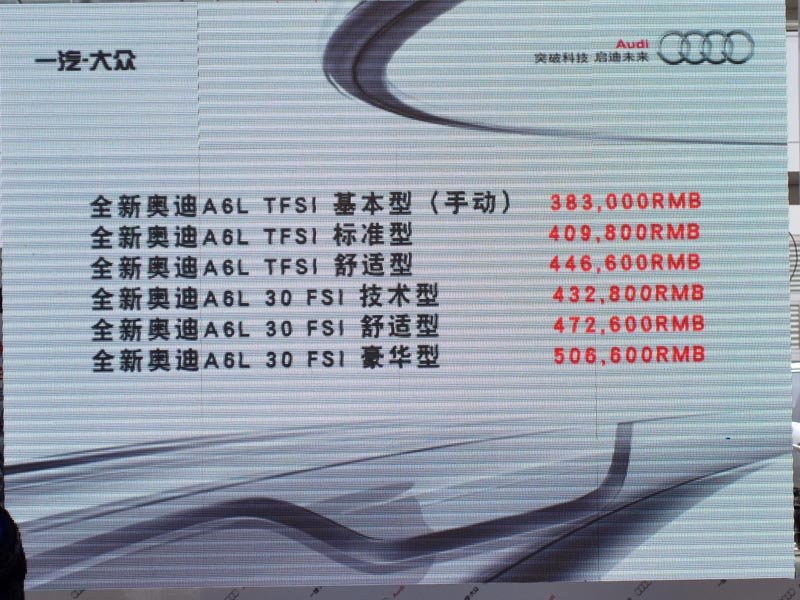 一汽-大众
Audi
突破科技 启迪未来
全新奥迪A6L TFSI 基本型（手动） 383,000RMB
全新奥迪A6L TFSI 标准型 409,800RMB
全新奥迪A6L TFSI 舒适型 446,600RMB
全新奥迪A6L 30 FSI 技术型 432,800RMB
全新奥迪A6L 30 FSI 舒适型 472,600RMB
全新奥迪A6L 30 FSI 豪华型 506,600RMB